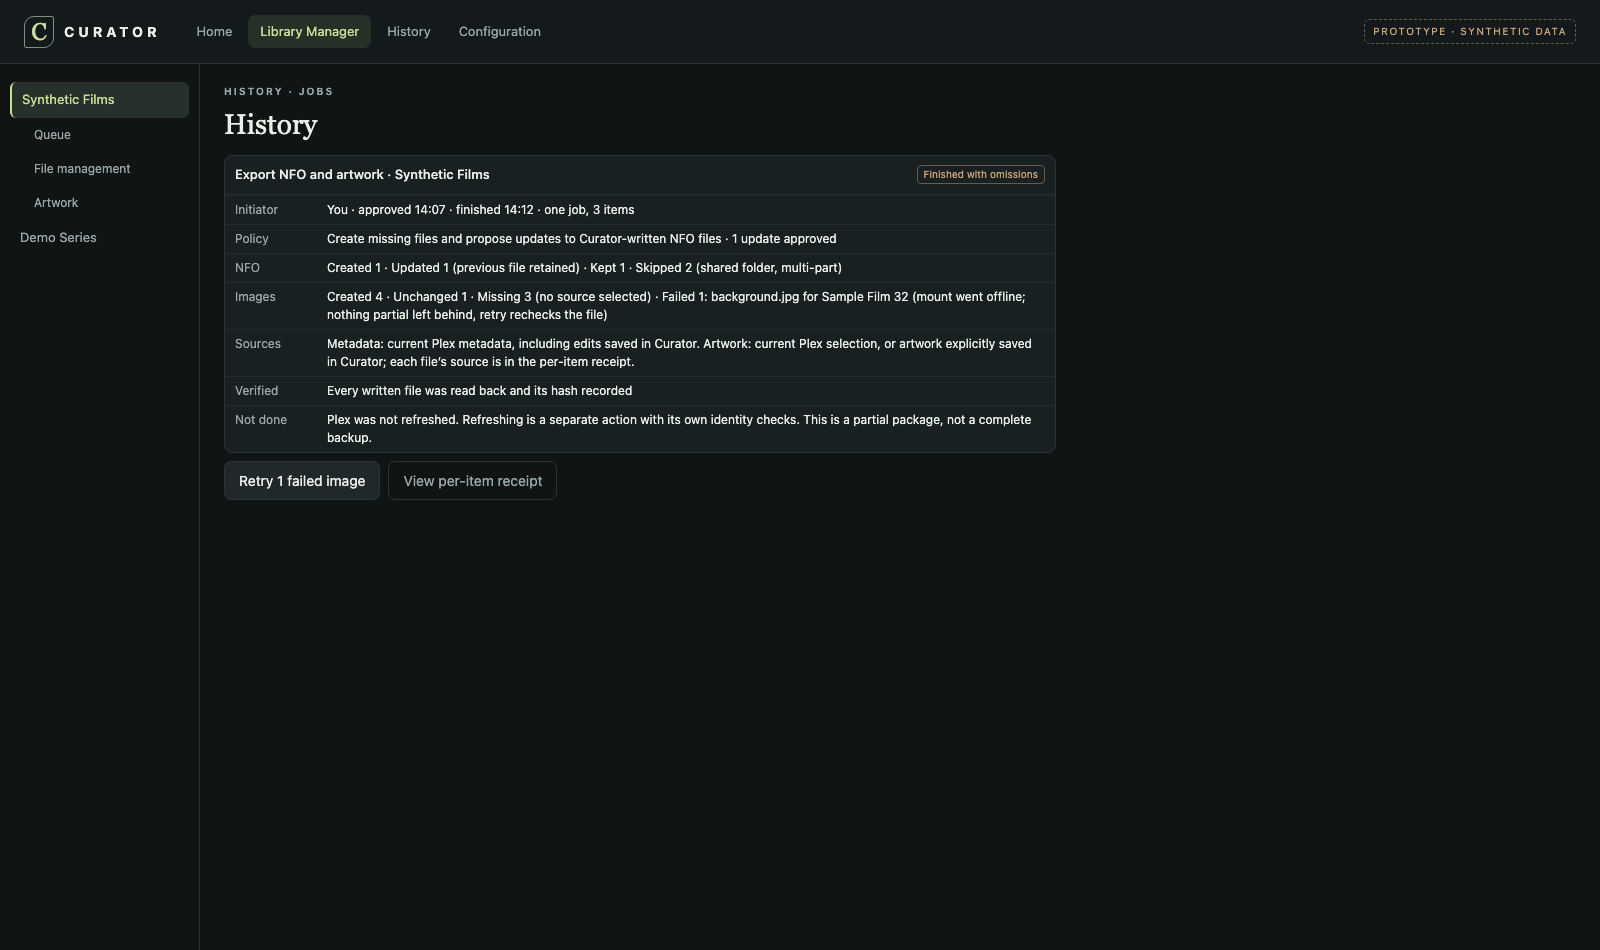 C CURATOR
Home
Library Manager
History
Configuration
PROTOTYPE · SYNTHETIC DATA
Synthetic Films
Queue
File management
Artwork
Demo Series
HISTORY · JOBS
History
Export NFO and artwork · Synthetic Films
Finished with omissions
Initiator
You · approved 14:07 · finished 14:12 · one job, 3 items
Policy
Create missing files and propose updates to Curator-written NFO files · 1 update approved
NFO
Created 1 · Updated 1 (previous file retained) · Kept 1 · Skipped 2 (shared folder, multi-part)
Images
Created 4 · Unchanged 1 · Missing 3 (no source selected) · Failed 1: background.jpg for Sample Film 32 (mount went offline;
nothing partial left behind, retry rechecks the file)
Sources
Metadata: current Plex metadata, including edits saved in Curator. Artwork: current Plex selection, or artwork explicitly saved
in Curator; each file’s source is in the per-item receipt.
Verified
Every written file was read back and its hash recorded
Not done
Plex was not refreshed. Refreshing is a separate action with its own identity checks. This is a partial package, not a complete
backup.
Retry 1 failed image
View per-item receipt